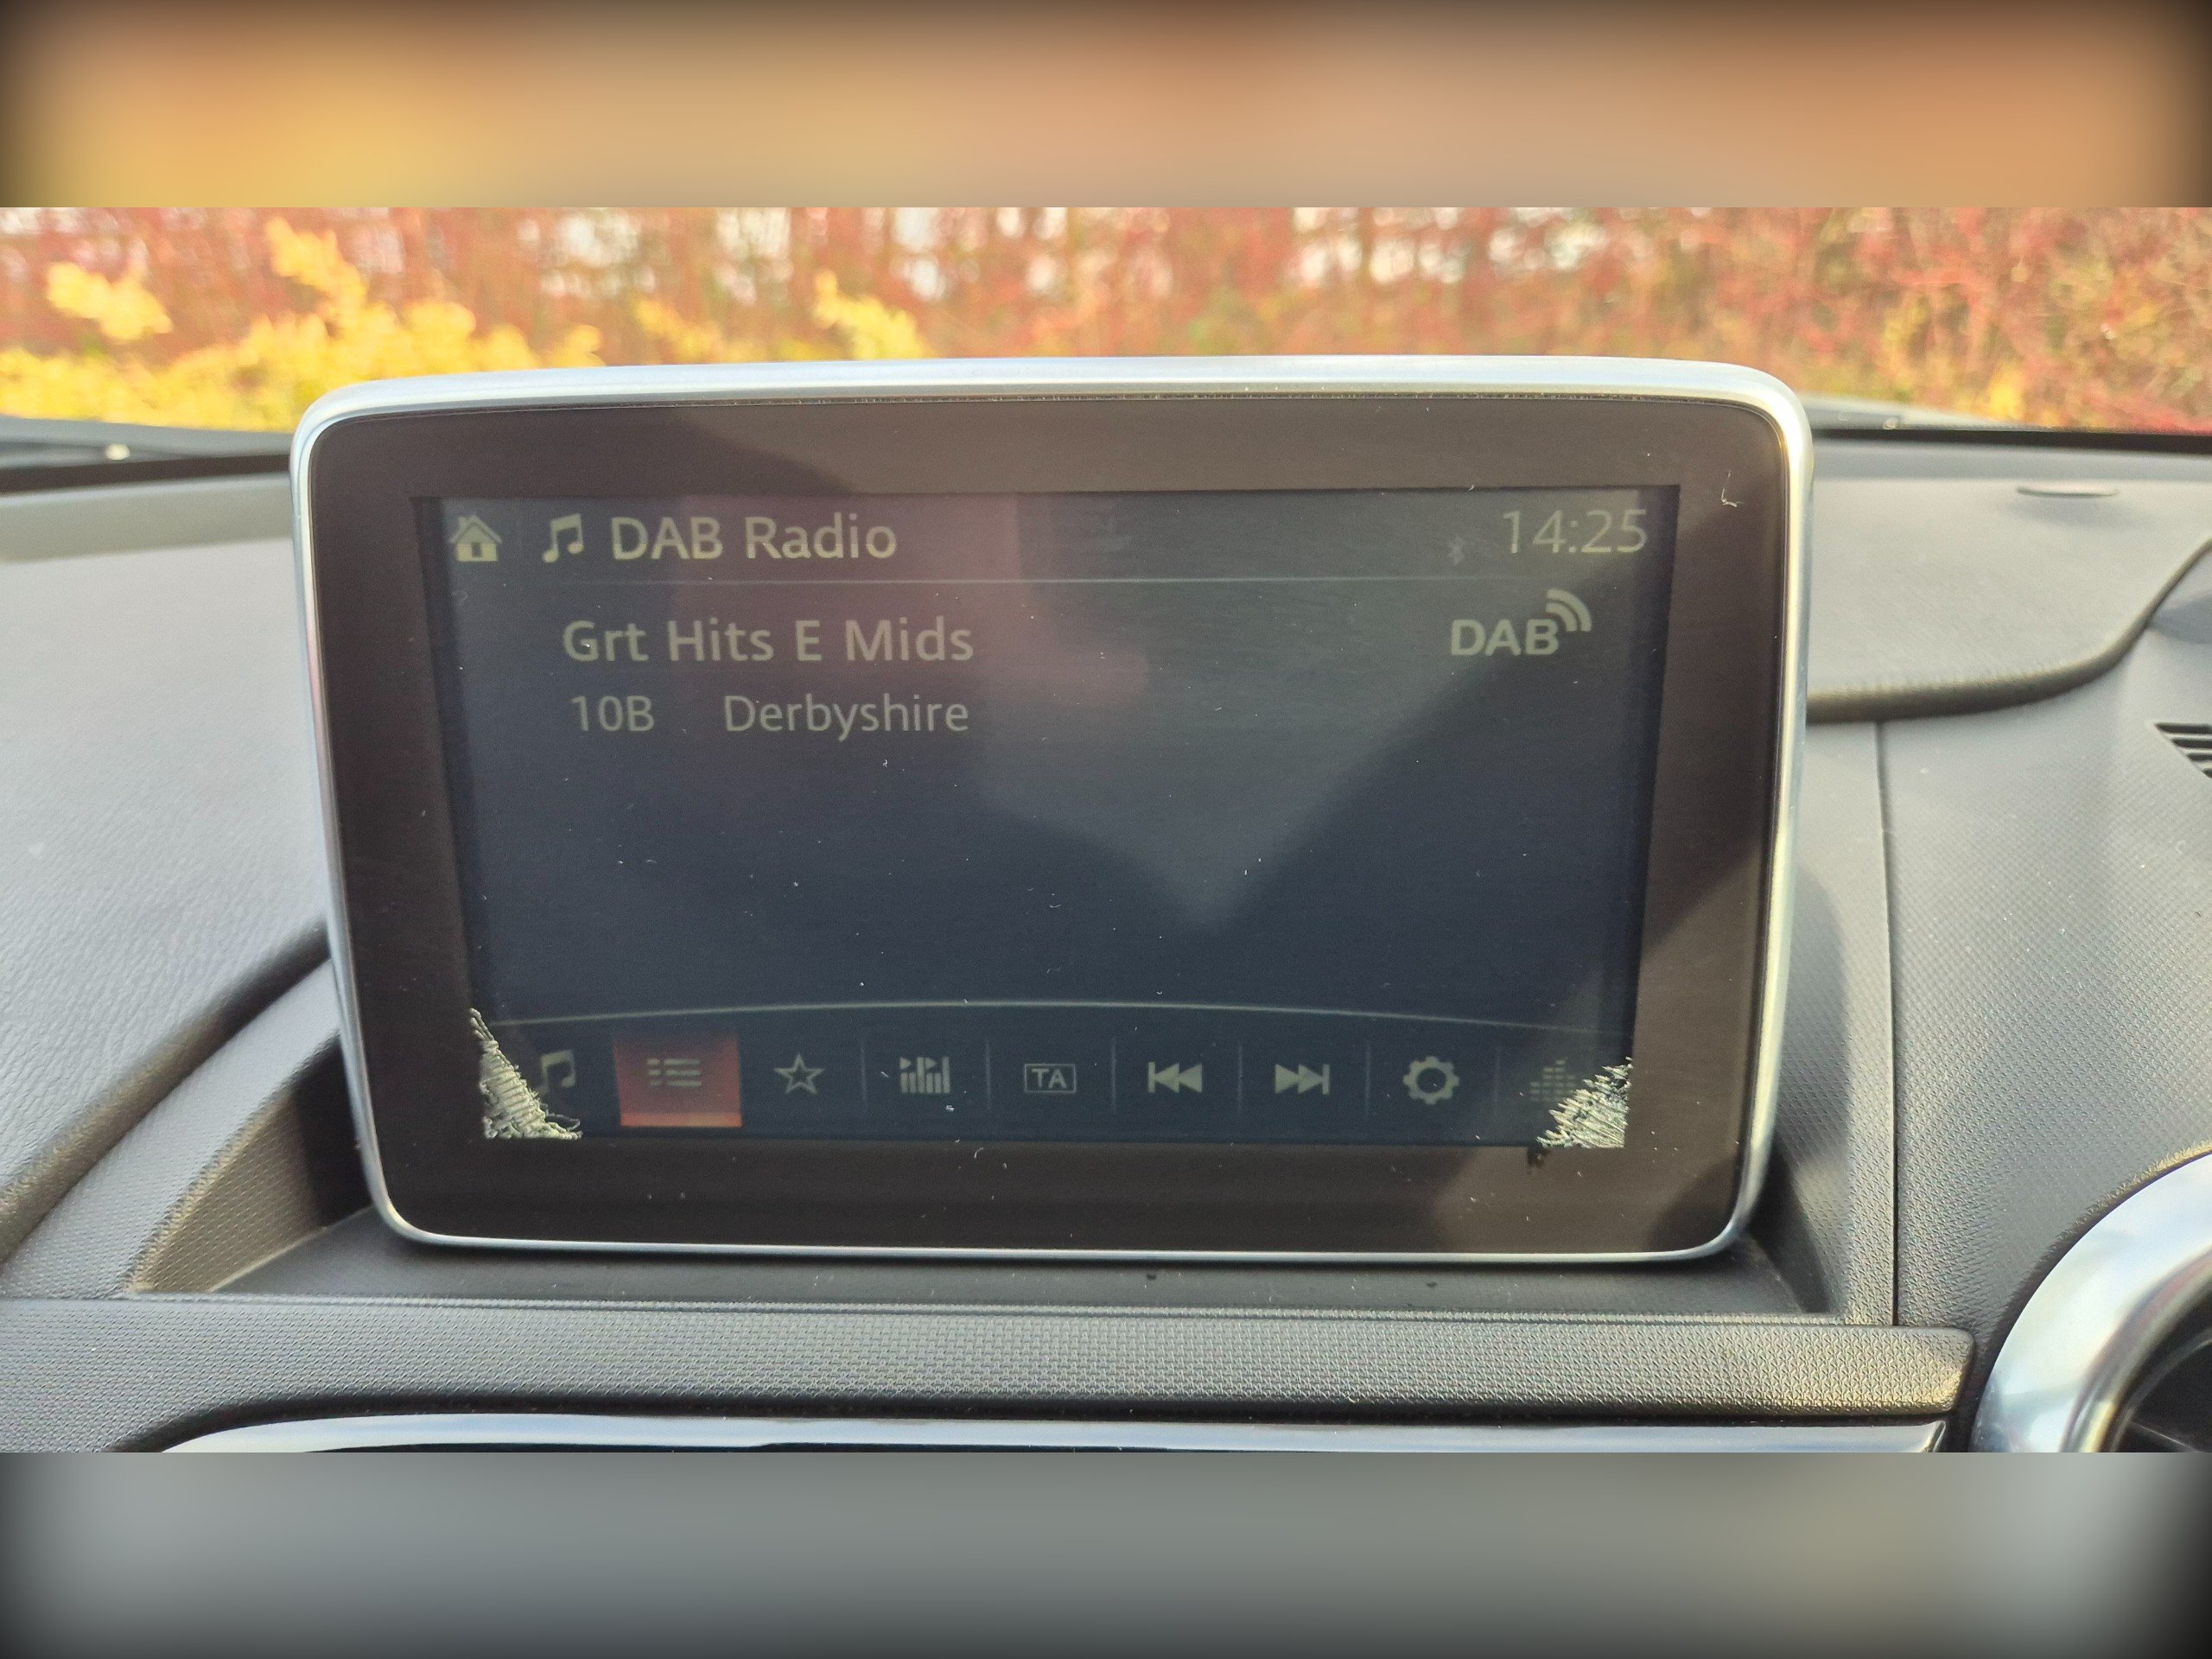 DAB Radio 14:25
Grt Hits E Mids DAB
10B Derbyshire
TA